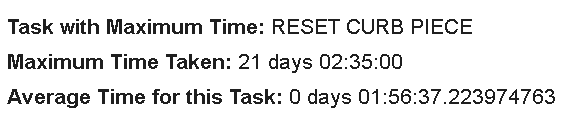 Task with Maximum Time: RESET CURB PIECE
Maximum Time Taken: 21 days 02:35:00
Average Time for this Task: 0 days 01:56:37.223974763